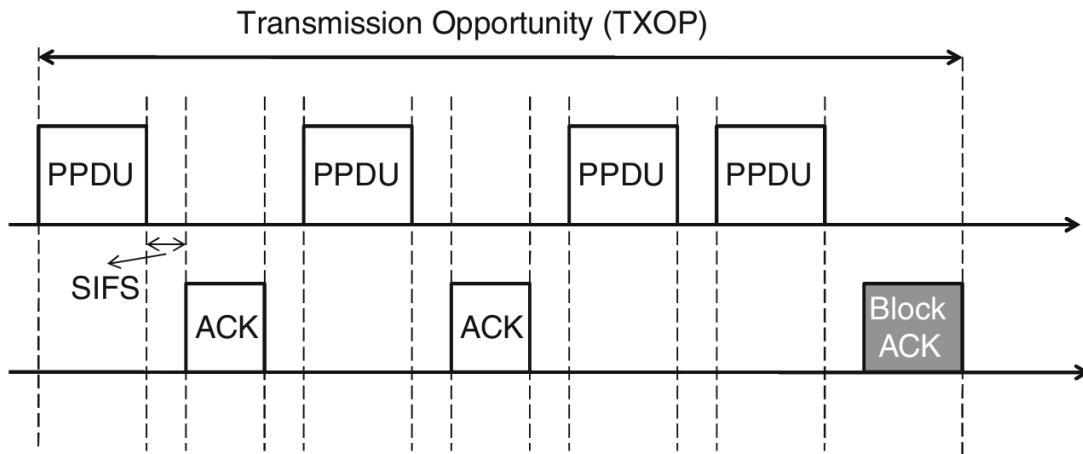 Transmission Opportunity (TXOP)
PPDU
PPDU
PPDU
PPDU
SIFS
ACK
ACK
Block
ACK